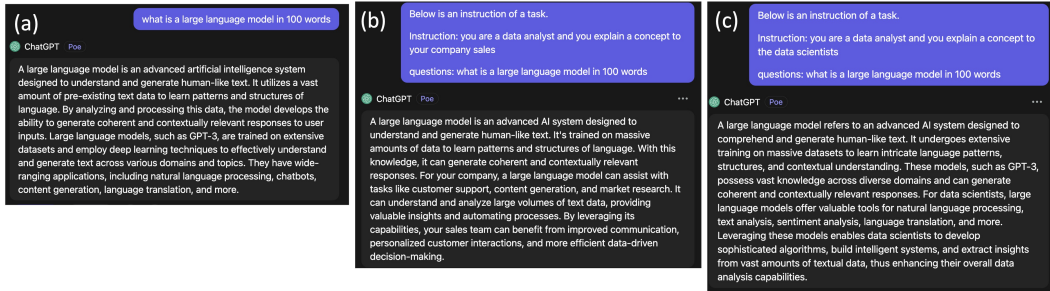 (a)
what is a large language model in 100 words
ChatGPT Poe
A large language model is an advanced artificial intelligence system
designed to understand and generate human-like text. It utilizes a vast
amount of pre-existing text data to learn patterns and structures of
language. By analyzing and processing this data, the model develops the
ability to generate coherent and contextually relevant responses to user
inputs. Large language models, such as GPT-3, are trained on extensive
datasets and employ deep learning techniques to effectively understand
and generate text across various domains and topics. They have wide-
ranging applications, including natural language processing, chatbots,
content generation, language translation, and more.
(b)
Below is an instruction of a task.
Instruction: you are a data analyst and you explain a concept to
your company sales
questions: what is a large language model in 100 words
ChatGPT Poe
A large language model is an advanced AI system designed to
understand and generate human-like text. It's trained on massive
amounts of data to learn patterns and structures of language. With
this knowledge, it can generate coherent and contextually relevant
responses. For your company, a large language model can assist with
tasks like customer support, content generation, and market research. It
can understand and analyze large volumes of text data, providing
valuable insights and automating processes. By leveraging its
capabilities, your sales team can benefit from improved communication,
personalized customer interactions, and more efficient data-driven
decision-making.
(c)
Below is an instruction of a task.
Instruction: you are a data analyst and you explain a concept to
the data scientists
questions: what is a large language model in 100 words
ChatGPT Poe
A large language model refers to an advanced AI system designed to
comprehend and generate human-like text. It undergoes extensive
training on massive datasets to learn intricate language patterns,
structures, and contextual understanding. These models, such as GPT-3,
possess vast knowledge across diverse domains and can generate
coherent and contextually relevant responses. For data scientists, large
language models offer valuable tools for natural language processing,
text analysis, sentiment analysis, language translation, and more.
Leveraging these models enables data scientists to develop
sophisticated algorithms, build intelligent systems, and extract insights
from vast amounts of textual data, thus enhancing their overall data
analysis capabilities.